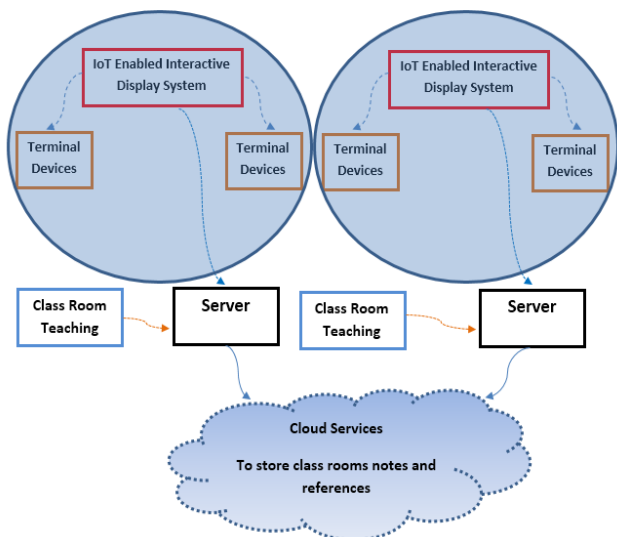 IoT Enabled Interactive
Display System
Terminal
Devices
Terminal
Devices
IoT Enabled Interactive
Display System
Terminal
Devices
Terminal
Devices
Class Room
Teaching
Server
Class Room
Teaching
Server
Cloud Services
To store class rooms notes and
references